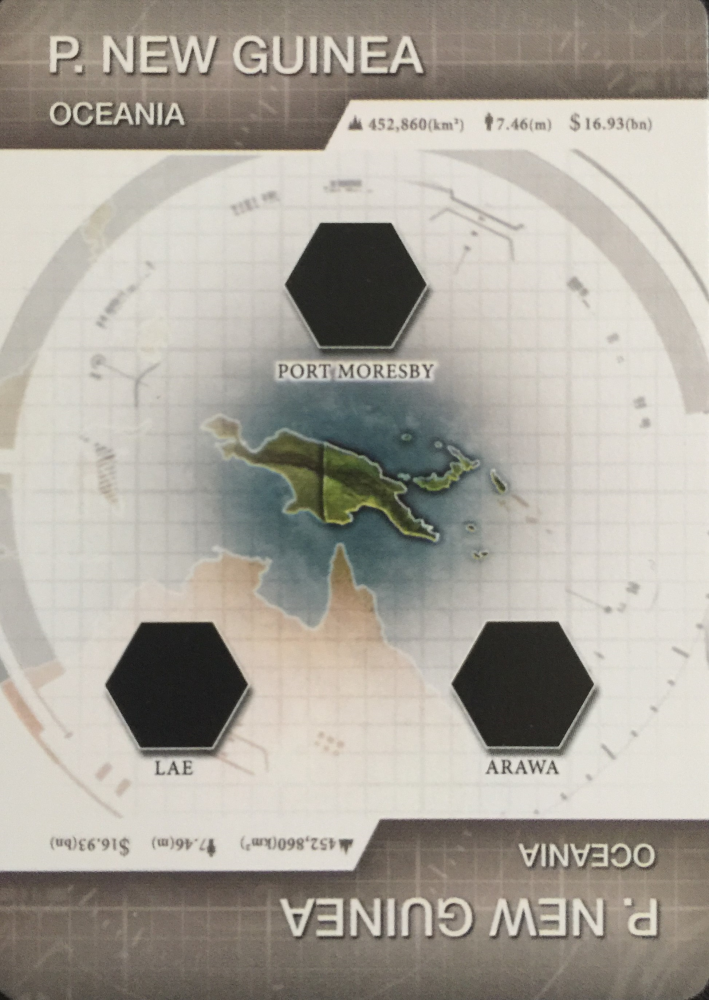 P. NEW GUINEA
OCEANIA
452,860(km²) 7.46(m) $16.93(bn)
PORT MORESBY
LAE
ARAWA
452,860(km²) 7.46(m) $16.93(bn)
OCEANIA
P. NEW GUINEA